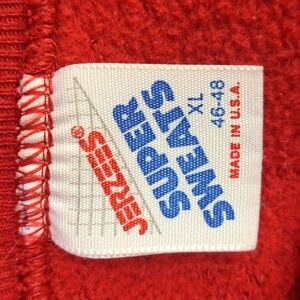 JERZEES®
SUPER
SWEATS
XL
46-48
MADE IN U.S.A.